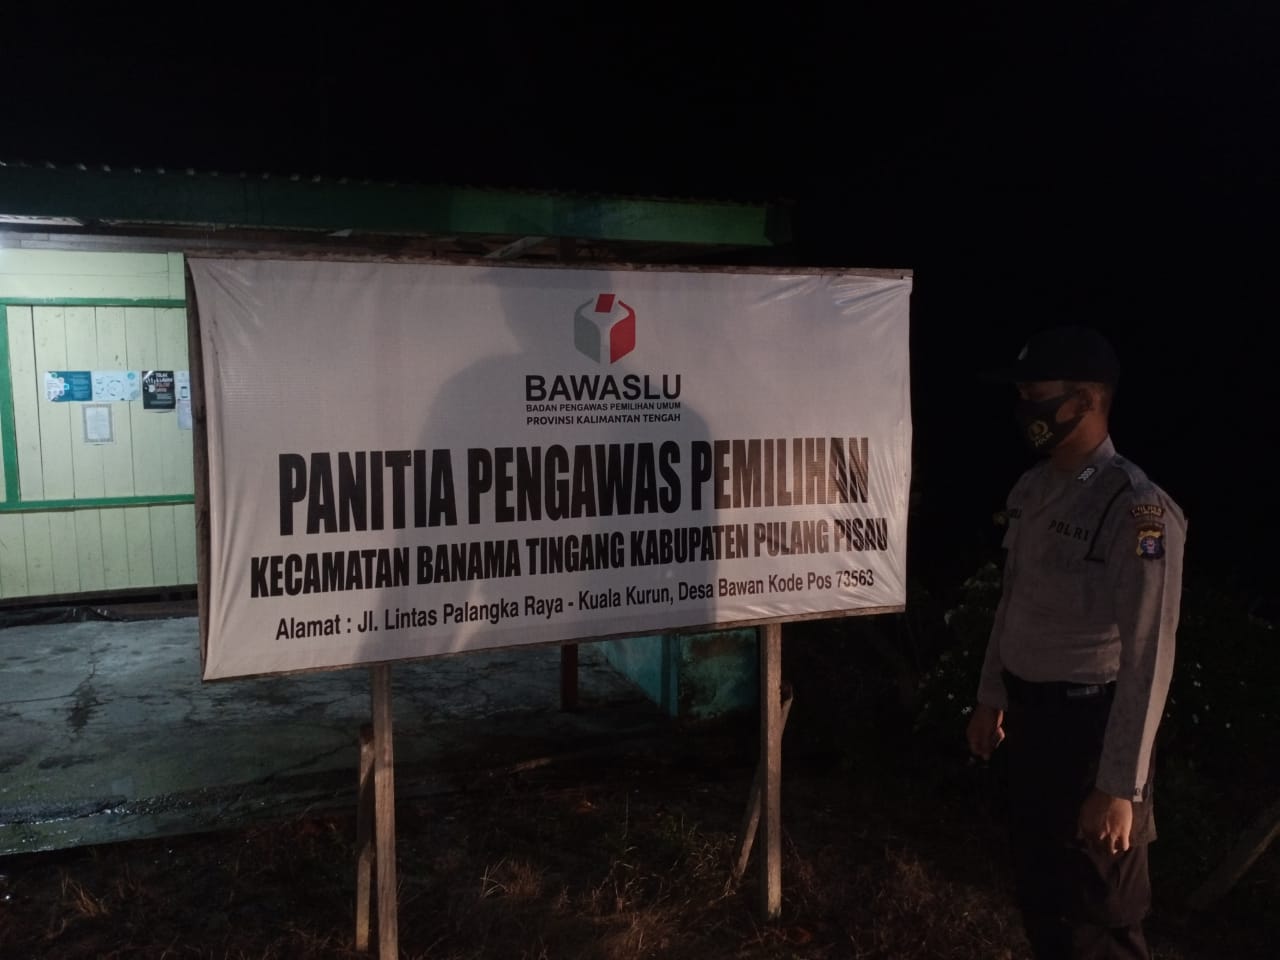 BAWASLU
BADAN PENGAWAS PEMILIHAN UMUM
PROVINSI KALIMANTAN TENGAH
PANITIA PENGAWAS PEMILIHAN
KECAMATAN BANAMA TINGANG KABUPATEN PULANG PISAU
Alamat : Jl. Lintas Palangka Raya - Kuala Kurun, Desa Bawan Kode Pos 73563
POLRI